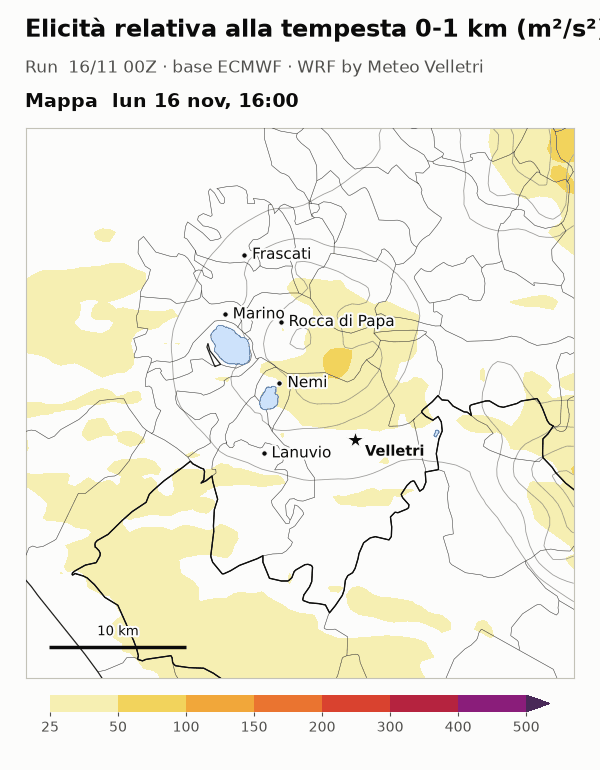 Elicità relativa alla tempesta 0-1 km (m²/s²)
Run 16/11 00Z · base ECMWF · WRF by Meteo Velletri
Mappa lun 16 nov, 16:00
Frascati
Marino
Rocca di Papa
Nemi
Velletri
Lanuvio
10 km
25 50 100 150 200 300 400 500